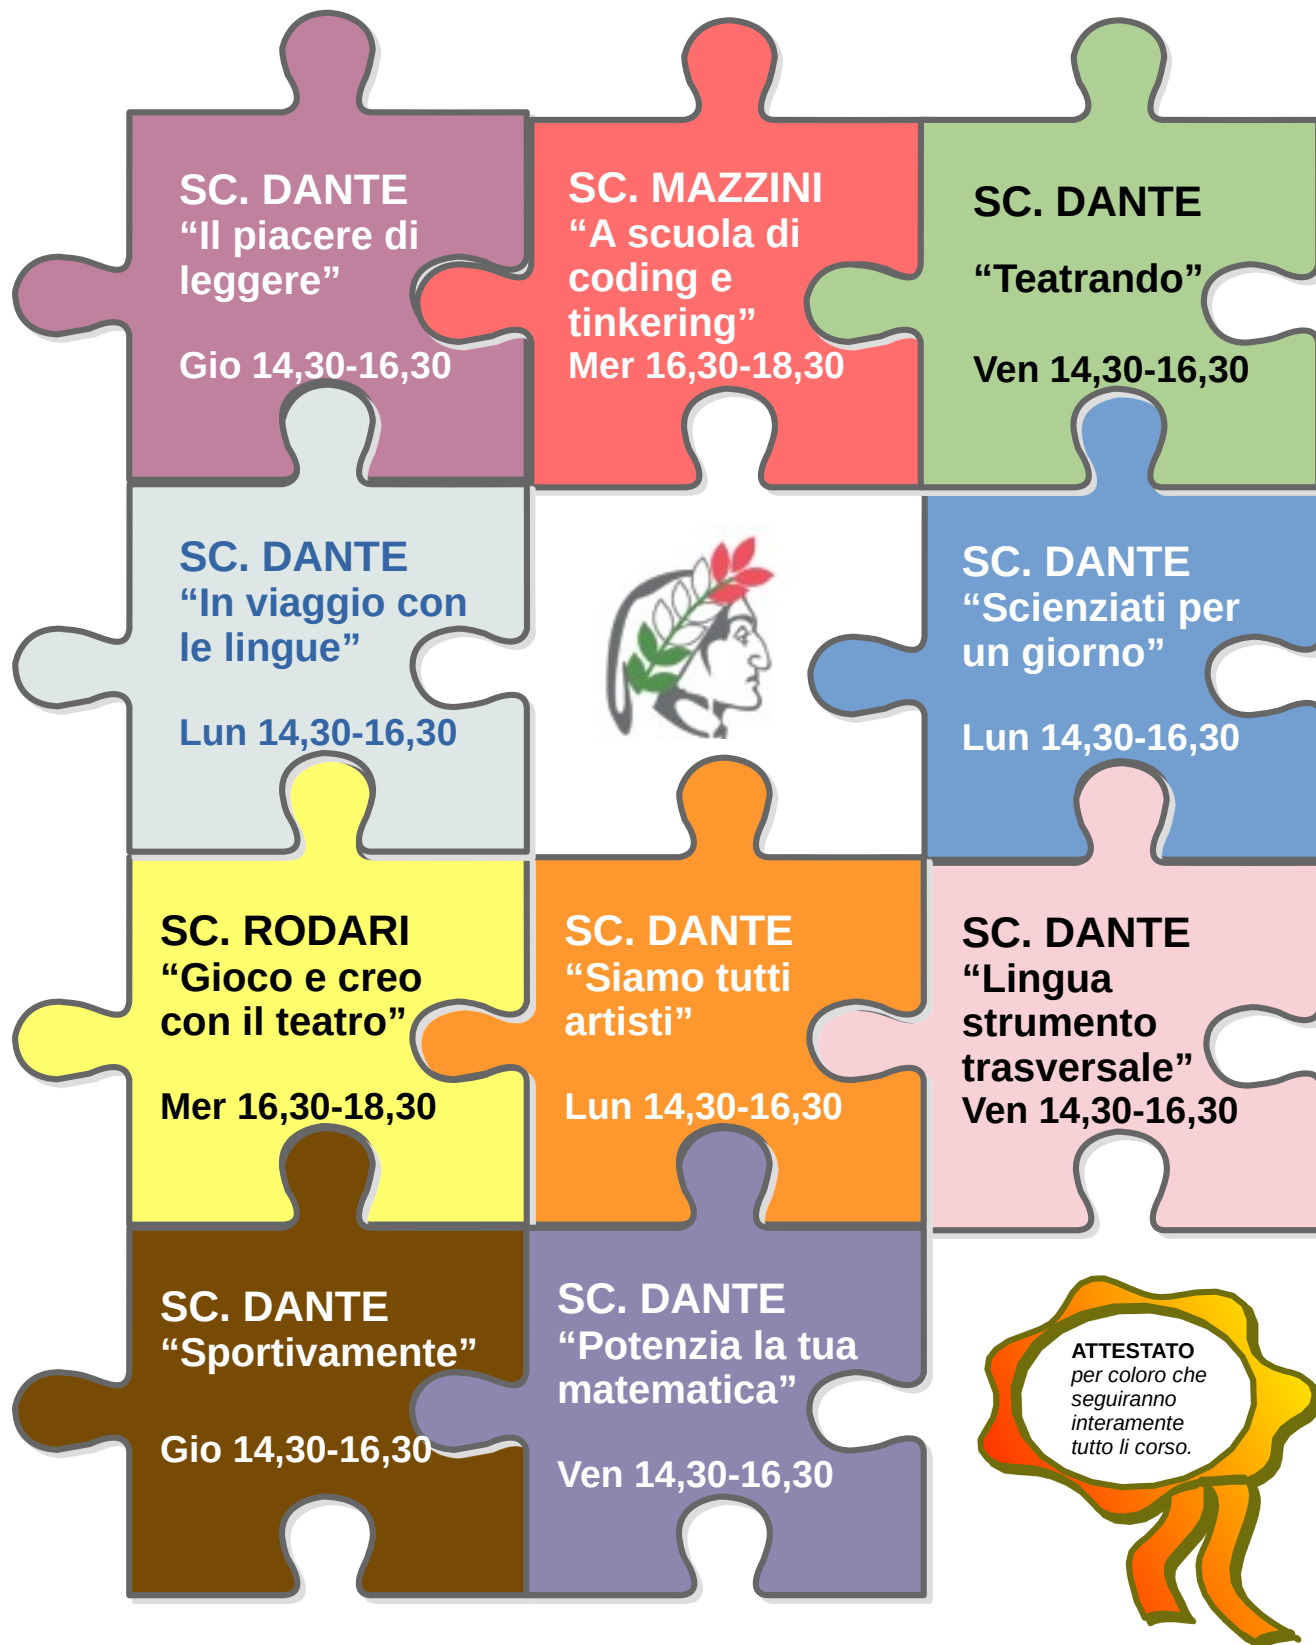 SC. DANTE
“Il piacere di
leggere”
Gio 14,30-16,30
SC. MAZZINI
“A scuola di
coding e
tinkering”
Mer 16,30-18,30
SC. DANTE
“Teatrando”
Ven 14,30-16,30
SC. DANTE
“In viaggio con
le lingue”
Lun 14,30-16,30
SC. DANTE
“Scienziati per
un giorno”
Lun 14,30-16,30
SC. RODARI
“Gioco e creo
con il teatro”
Mer 16,30-18,30
SC. DANTE
“Siamo tutti
artisti”
Lun 14,30-16,30
SC. DANTE
“Lingua
strumento
trasversale”
Ven 14,30-16,30
SC. DANTE
“Sportivamente”
Gio 14,30-16,30
SC. DANTE
“Potenzia la tua
matematica”
Ven 14,30-16,30
ATTESTATO
per coloro che
seguiranno
interamente
tutto li corso.